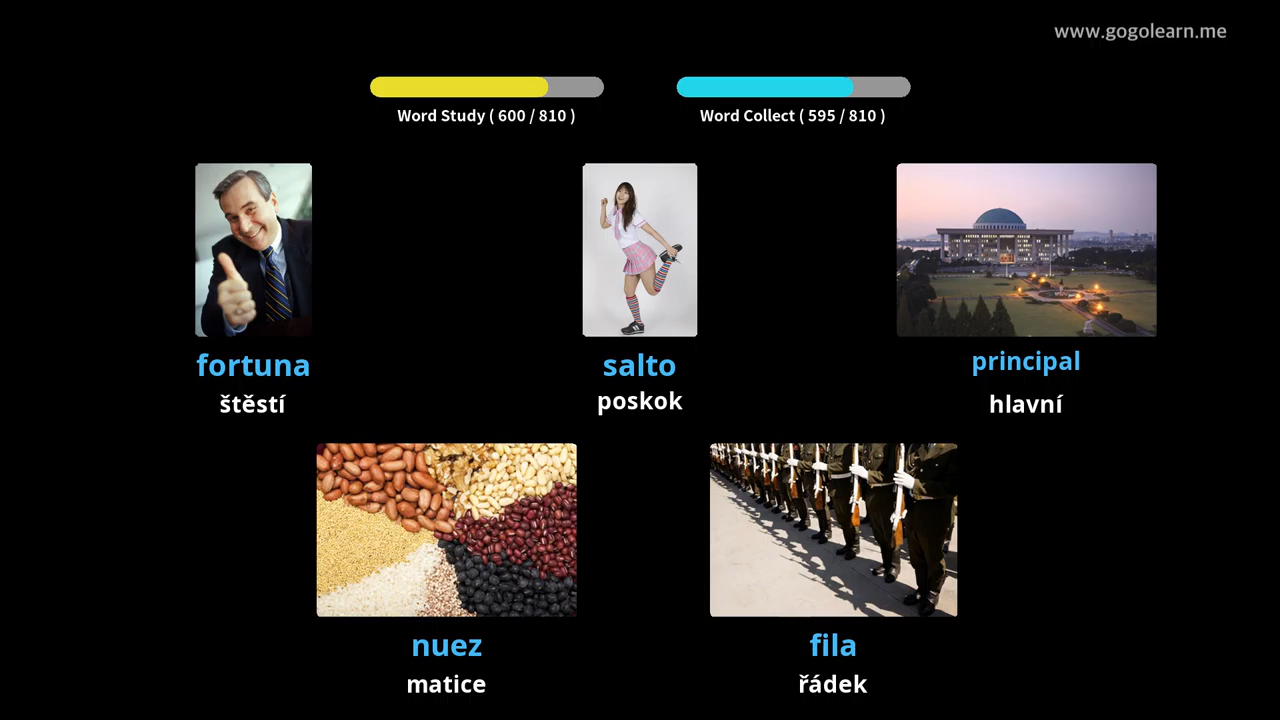 www.gogolearn.me
Word Study ( 600 / 810 )
Word Collect ( 595 / 810 )
fortuna
štěstí
salto
poskok
principal
hlavní
nuez
matice
fila
řádek